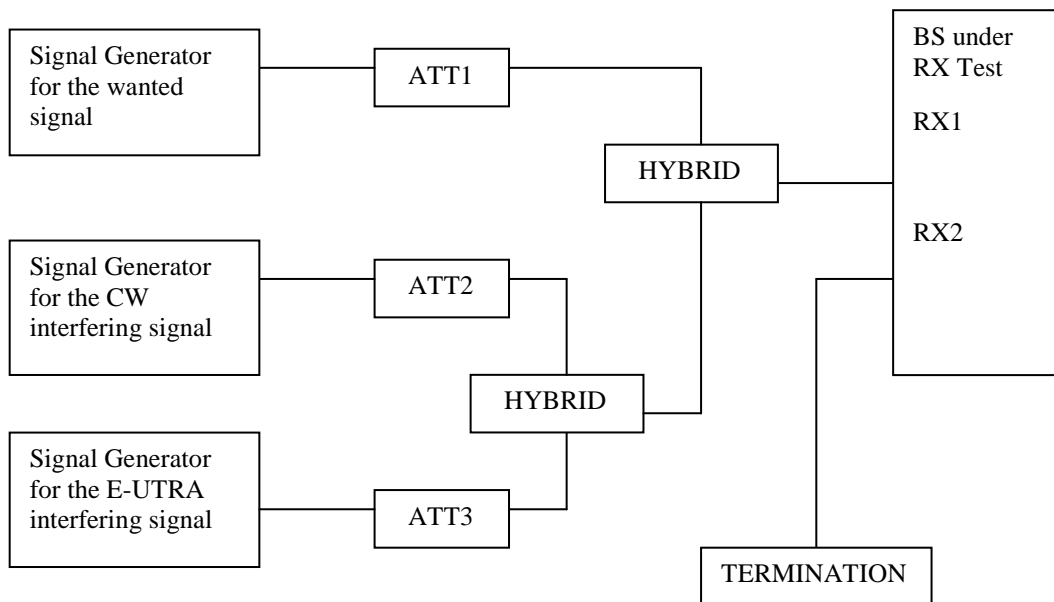 Signal Generator
for the wanted
signal
ATT1
BS under
RX Test
RX1
HYBRID
RX2
Signal Generator
for the CW
interfering signal
ATT2
HYBRID
Signal Generator
for the E-UTRA
interfering signal
ATT3
TERMINATION